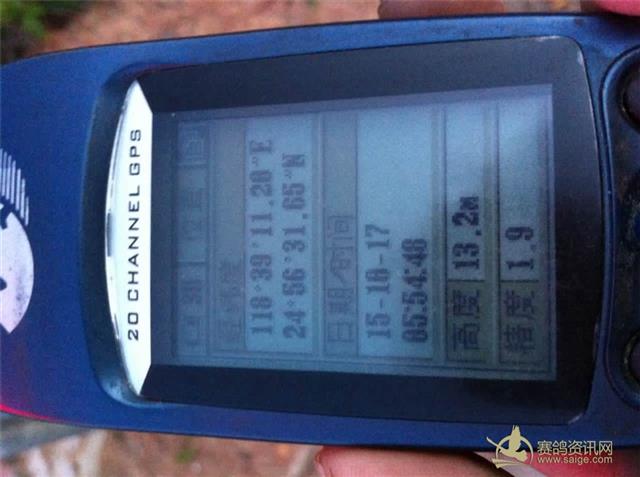 20 CHANNEL GPS
经纬度
118°39'11.20"E
24°56'31.65"N
日期/时间
15-10-17
05:54:48
高度 13.2M
精度 1.9
赛鸽资讯网
www.saige.com